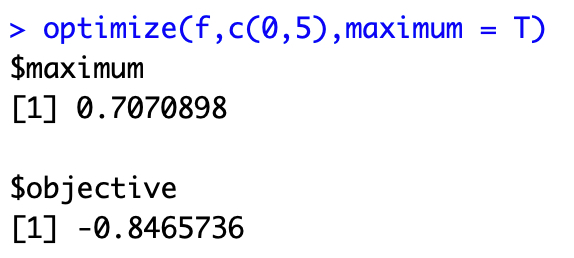 > optimize(f,c(0,5),maximum = T)
$maximum
[1] 0.7070898

$objective
[1] -0.8465736